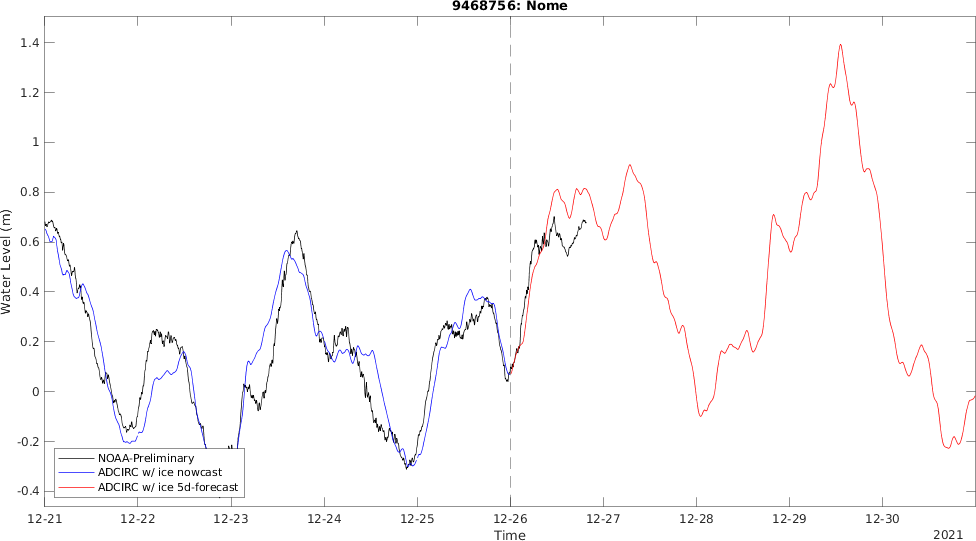 9468756: Nome
Water Level (m)
1.4
1.2
1
0.8
0.6
0.4
0.2
0
-0.2
-0.4
NOAA-Preliminary
ADCIRC w/ ice nowcast
ADCIRC w/ ice 5d-forecast
12-21 12-22 12-23 12-24 12-25 12-26 12-27 12-28 12-29 12-30
Time
2021